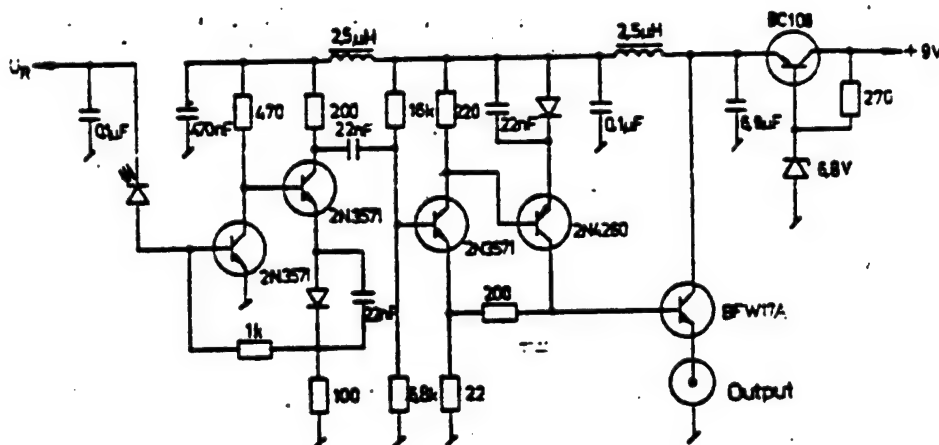 2,5µH
2,5µH
BC108
U_R
+ 9V
0,1µF
470nF
470
200
22nF
16k
220
22nF
0,1µF
6,8µF
270
6,8V
2N3571
2N3571
2N3571
2N4260
BFW17A
22nF
200
1k
100
6,8k
22
Output